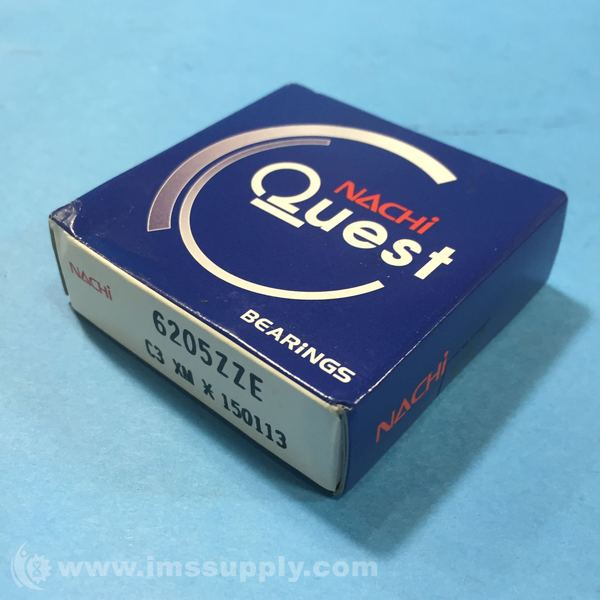 NACHi
Quest
BEARiNGS
NACHi
6205ZZE
C3 XM X 150113
NACHi
www.imssupply.com